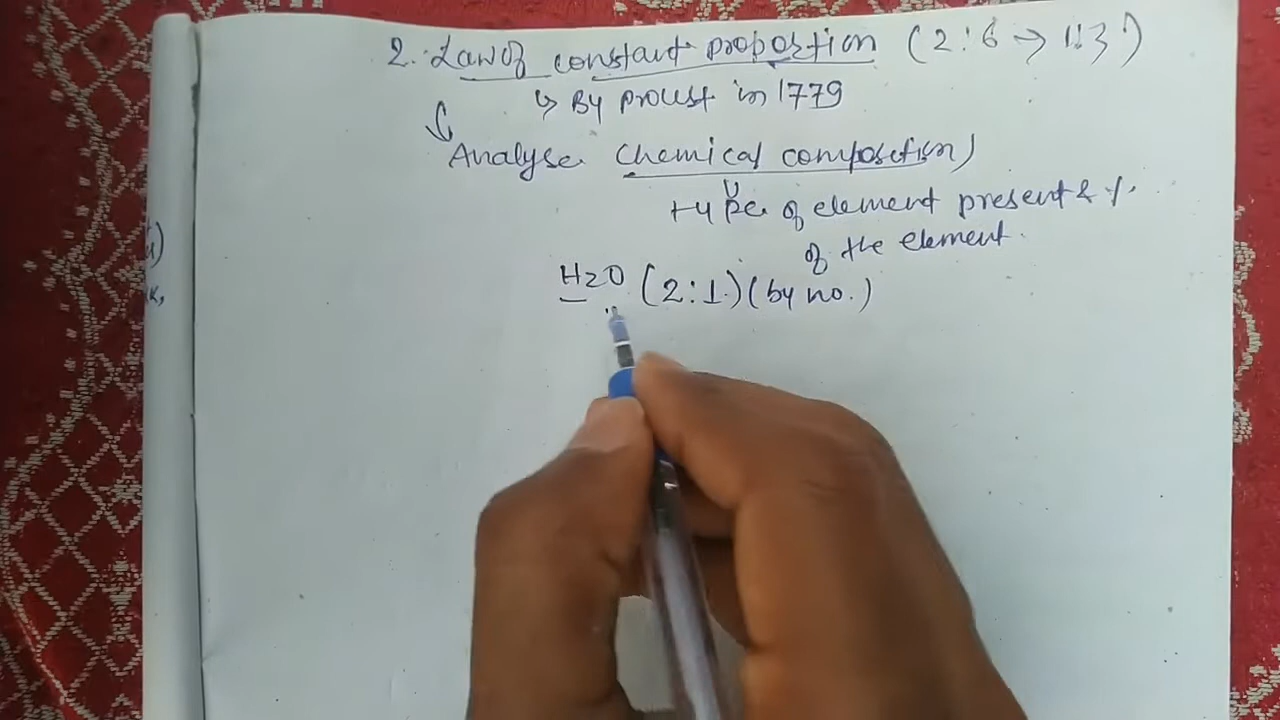 2. Law of constant proportion (2:6 → 1:3)
↳ By proust in 1779
Analyse chemical composition)
type of element present & %
of the element.
H2O (2:1) (by no.)